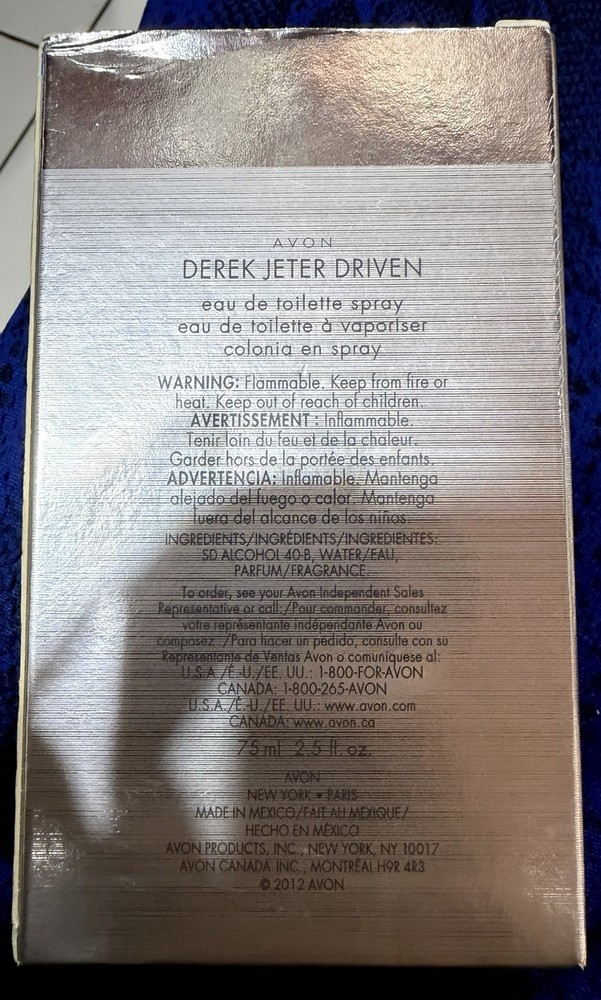 AVON
DEREK JETER DRIVEN
eau de toilette spray
eau de toilette à vaporiser
colonia en spray
WARNING: Flammable. Keep from fire or
heat. Keep out of reach of children.
AVERTISSEMENT : Inflammable.
Tenir loin du feu et de la chaleur.
Garder hors de la portée des enfants.
ADVERTENCIA: Inflamable. Mantenga
alejado del fuego o calor. Mantenga
fuera del alcance de los niños.
INGREDIENTS/INGRÉDIENTS/INGREDIENTES:
SD ALCOHOL 40-B, WATER/EAU,
PARFUM/FRAGRANCE.
To order, see your Avon Independent Sales
Representative or call:/Pour commander, consultez
votre représentante indépendante Avon ou
composez :/Para hacer un pedido, consulte con su
Representante de Ventas Avon o comuníquese al:
U.S.A./É.-U./EE. UU.: 1-800-FOR-AVON
CANADA: 1-800-265-AVON
U.S.A./É.-U./EE. UU.: www.avon.com
CANADA: www.avon.ca
75 ml 2.5 fl. oz.
AVON
NEW YORK • PARIS
MADE IN MEXICO/FAIT AU MEXIQUE/
HECHO EN MÉXICO
AVON PRODUCTS, INC., NEW YORK, NY 10017
AVON CANADA INC., MONTRÉAL H9R 4R3
© 2012 AVON